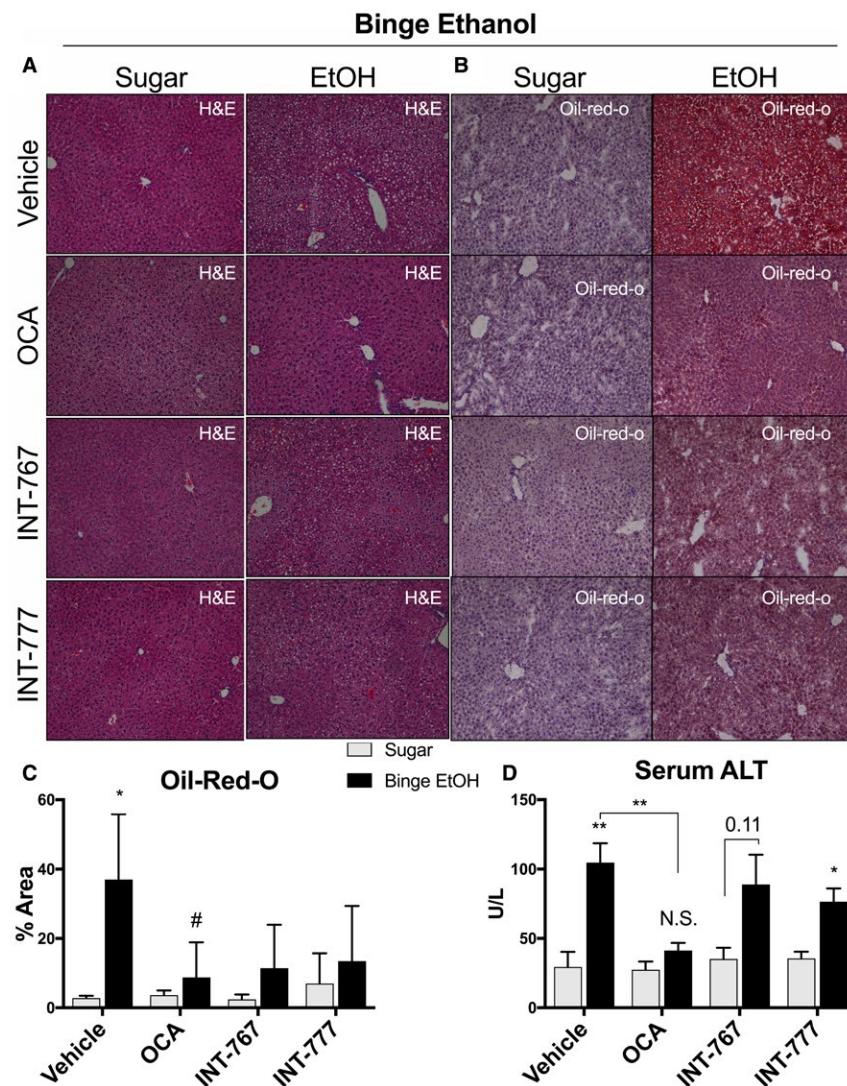 Binge Ethanol
A
B
Sugar
EtOH
Sugar
EtOH
Vehicle
H&E
H&E
Oil-red-o
Oil-red-o
OCA
H&E
H&E
Oil-red-o
Oil-red-o
INT-767
H&E
H&E
Oil-red-o
Oil-red-o
INT-777
H&E
H&E
Oil-red-o
Oil-red-o
Sugar
Binge EtOH
C
Oil-Red-O
% Area
60
40
20
0
*
#
Vehicle
OCA
INT-767
INT-777
D
Serum ALT
U/L
150
100
50
0
**
**
N.S.
0.11
*
Vehicle
OCA
INT-767
INT-777